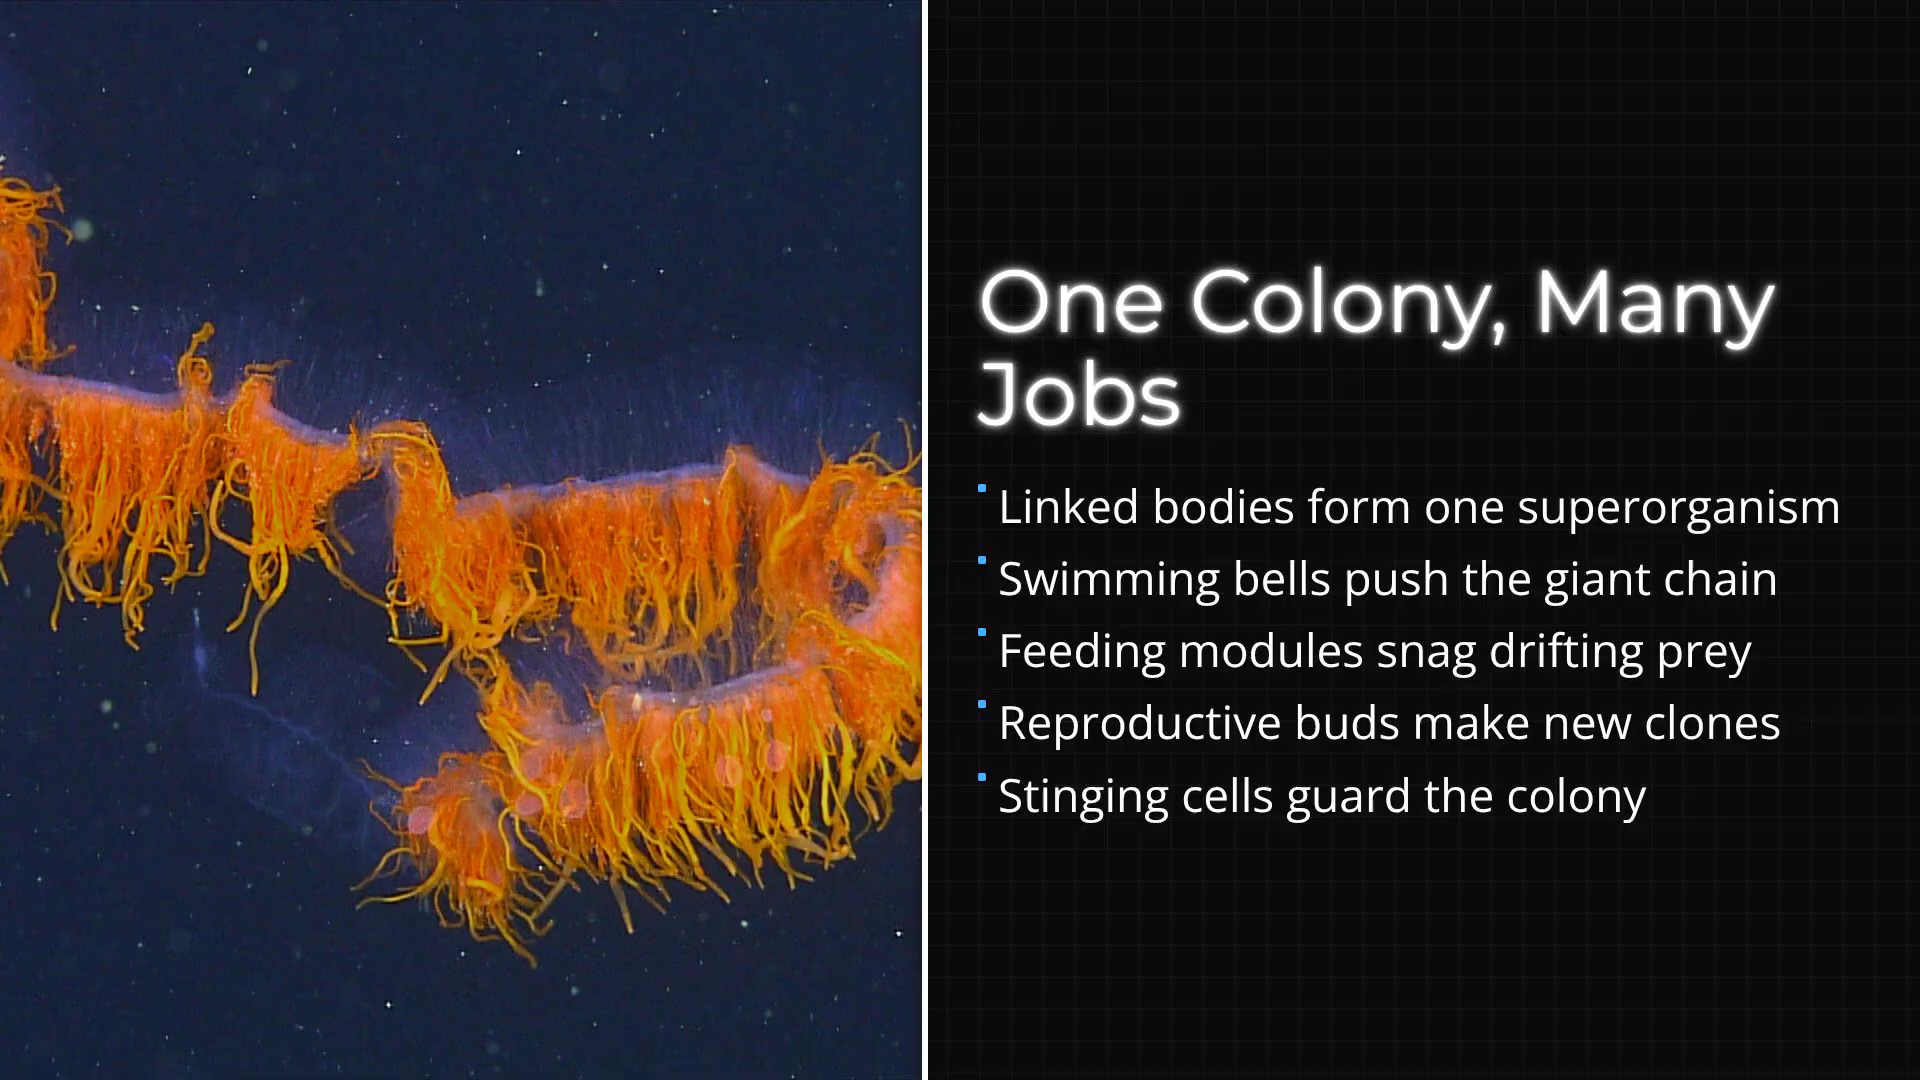 One Colony, Many
Jobs
Linked bodies form one superorganism
Swimming bells push the giant chain
Feeding modules snag drifting prey
Reproductive buds make new clones
Stinging cells guard the colony